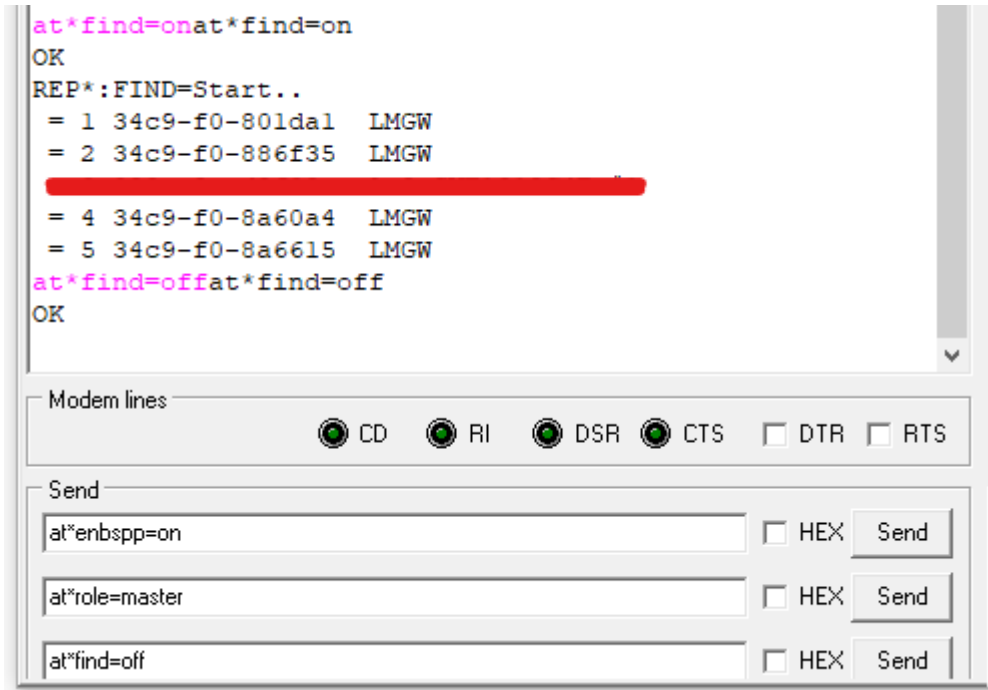 at*find=onat*find=on
OK
REP*:FIND=Start..
= 1 34c9-f0-801da1 LMGW
= 2 34c9-f0-886f35 LMGW
= 4 34c9-f0-8a60a4 LMGW
= 5 34c9-f0-8a6615 LMGW
at*find=offat*find=off
OK
Modem lines
CD RI DSR CTS DTR RTS
Send
at*enbspp=on HEX Send
at*role=master HEX Send
at*find=off HEX Send